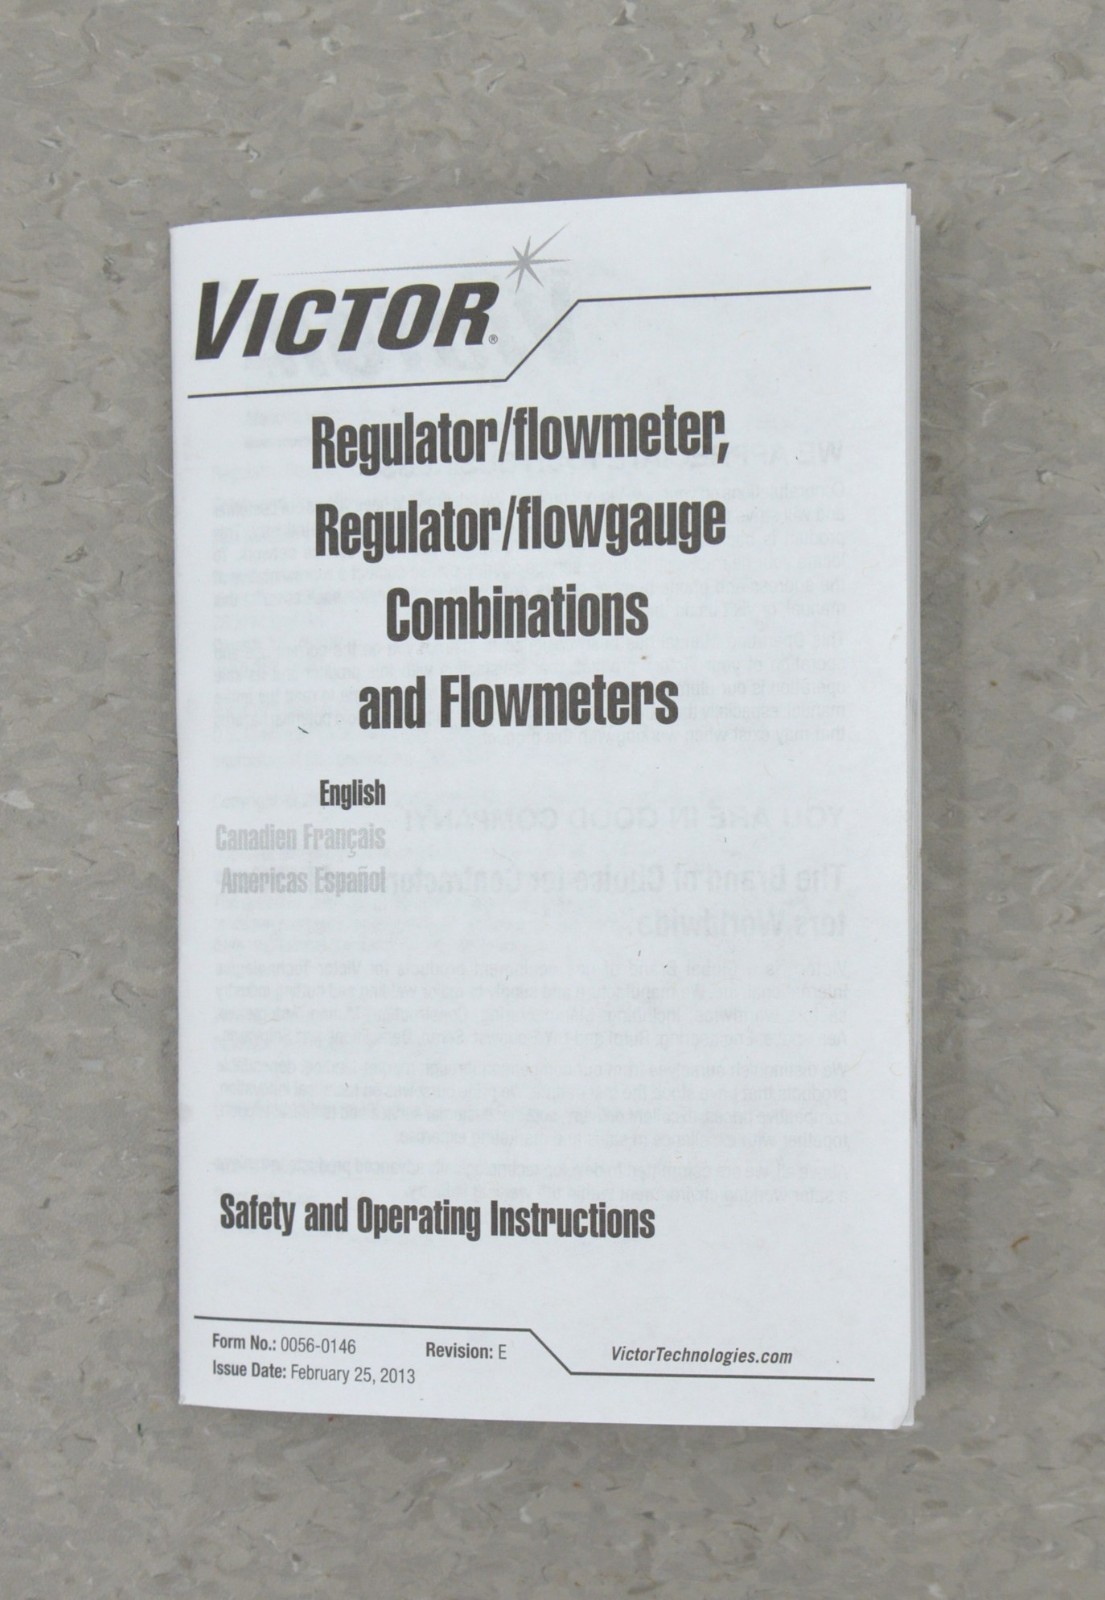 VICTOR®
Regulator/flowmeter,
Regulator/flowgauge
Combinations
and Flowmeters
English
Canadien Français
Americas Español
Safety and Operating Instructions
Form No.: 0056-0146 Revision: E VictorTechnologies.com
Issue Date: February 25, 2013